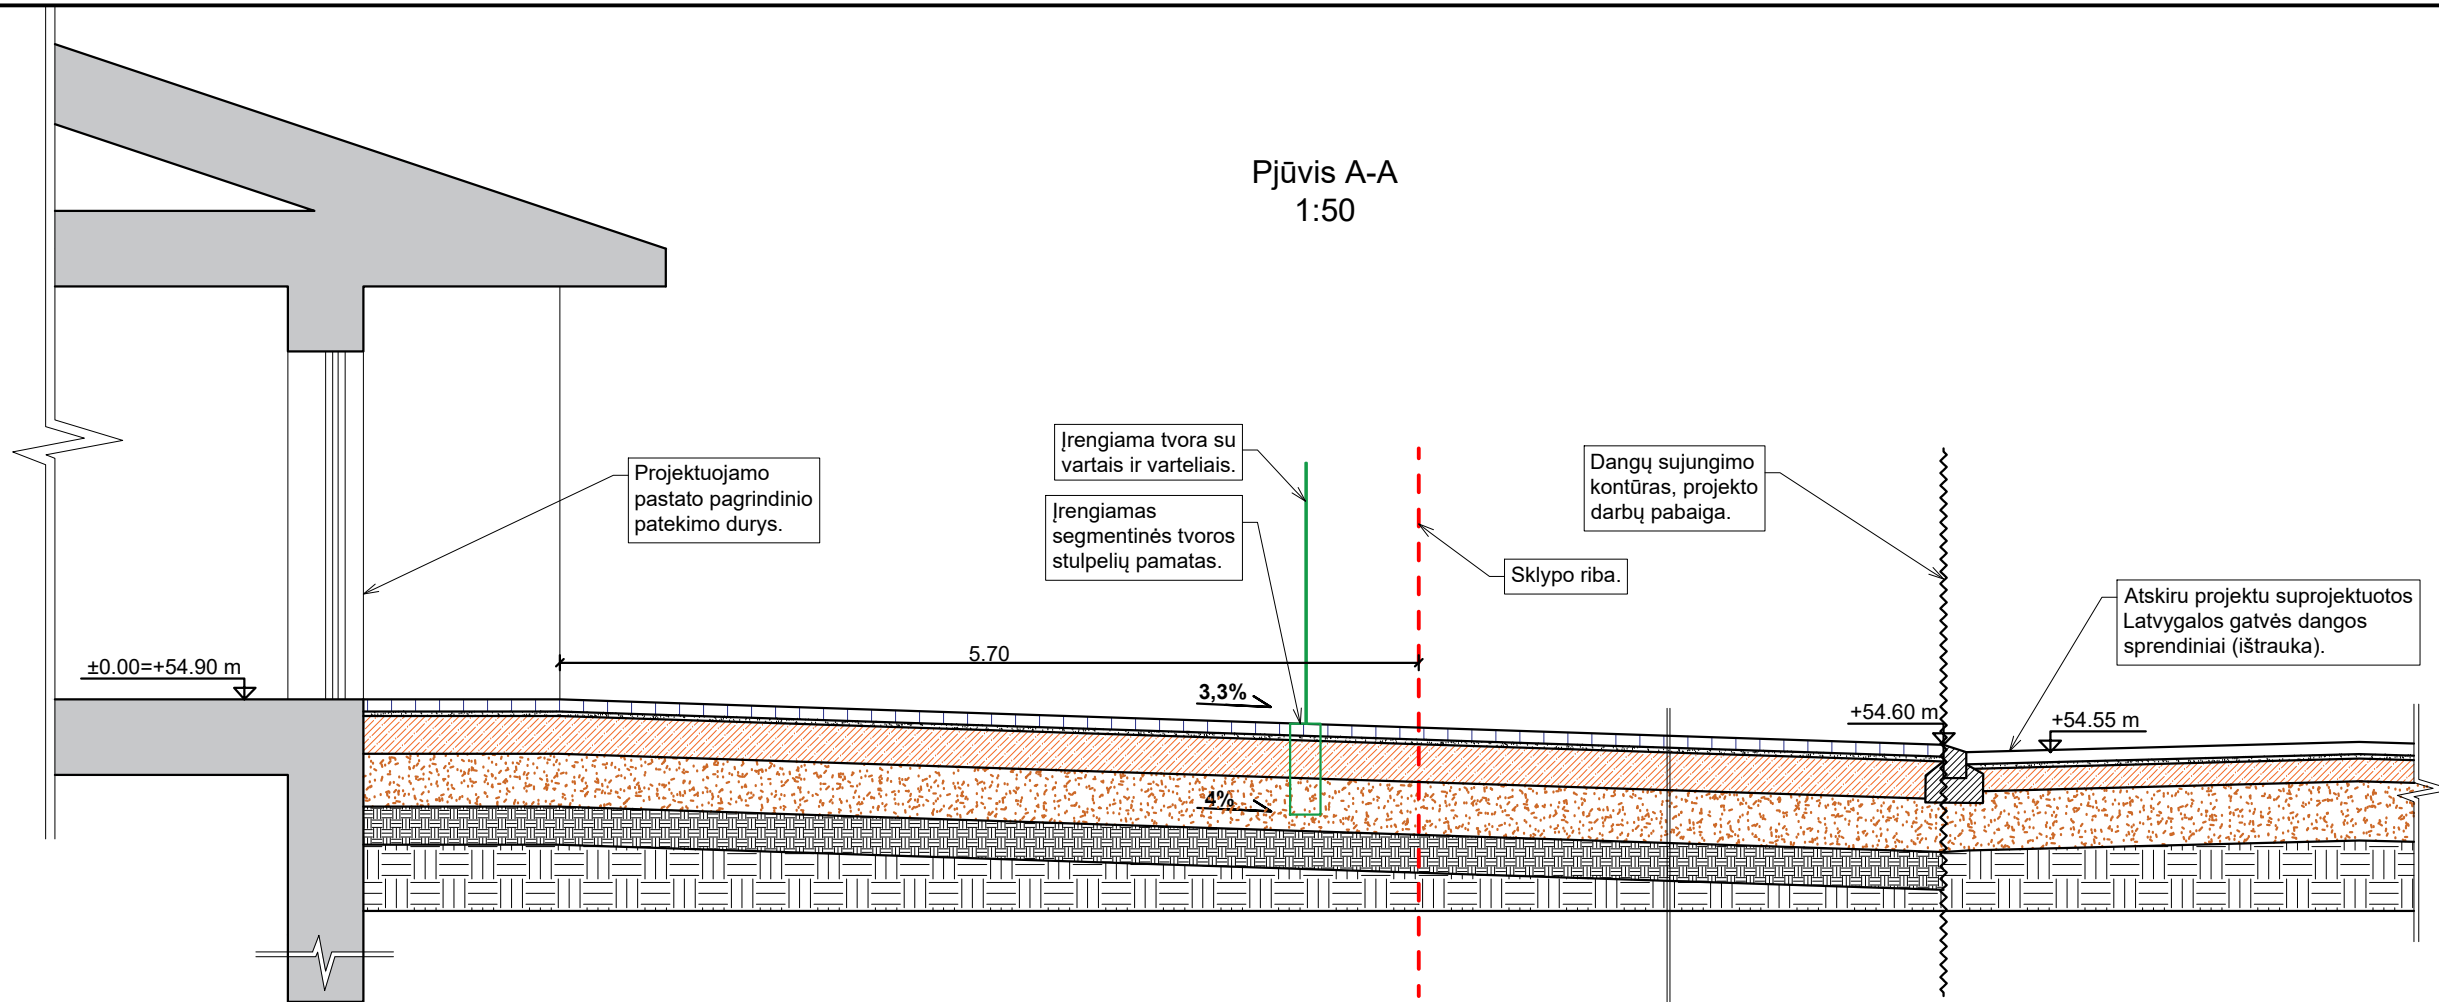 Pjūvis A-A
1:50
Įrengiama tvora su
vartais ir varteliais.
Projektuojamo
pastato pagrindinio
patekimo durys.
Įrengiamas
segmentinės tvoros
stulpelių pamatas.
Dangų sujungimo
kontūras, projekto
darbų pabaiga.
Sklypo riba.
Atskiru projektu suprojektuotos
Latvygalos gatvės dangos
sprendiniai (ištrauka).
±0.00=+54.90 m
5.70
3,3%
+54.60 m
+54.55 m
4%